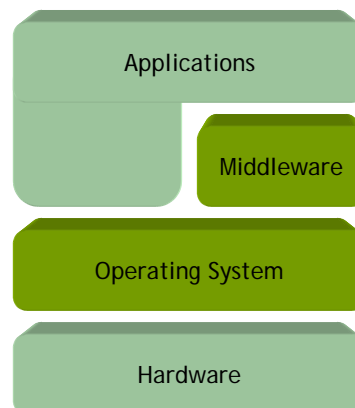 Applications
Middleware
Operating System
Hardware